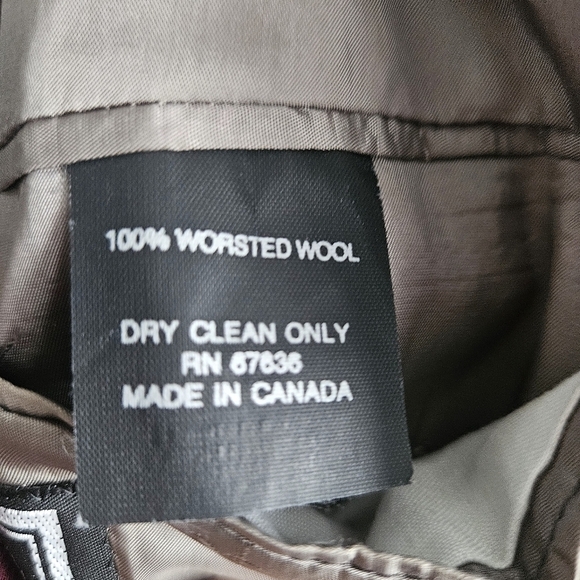 100% WORSTED WOOL
DRY CLEAN ONLY
RN 67636
MADE IN CANADA